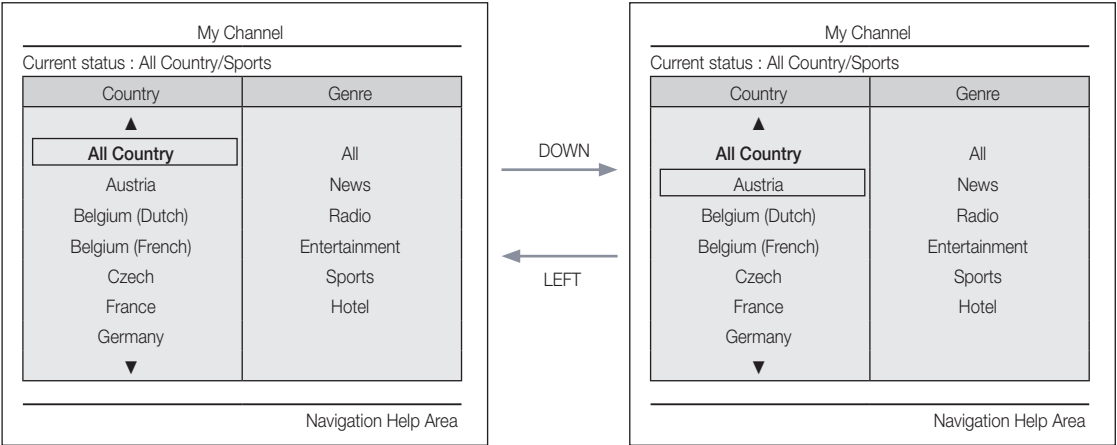 My Channel
Current status : All Country/Sports
Country Genre
▲
All Country All
Austria News
Belgium (Dutch) Radio
Belgium (French) Entertainment
Czech Sports
France Hotel
Germany
▼
Navigation Help Area
DOWN
LEFT
My Channel
Current status : All Country/Sports
Country Genre
▲
All Country All
Austria News
Belgium (Dutch) Radio
Belgium (French) Entertainment
Czech Sports
France Hotel
Germany
▼
Navigation Help Area